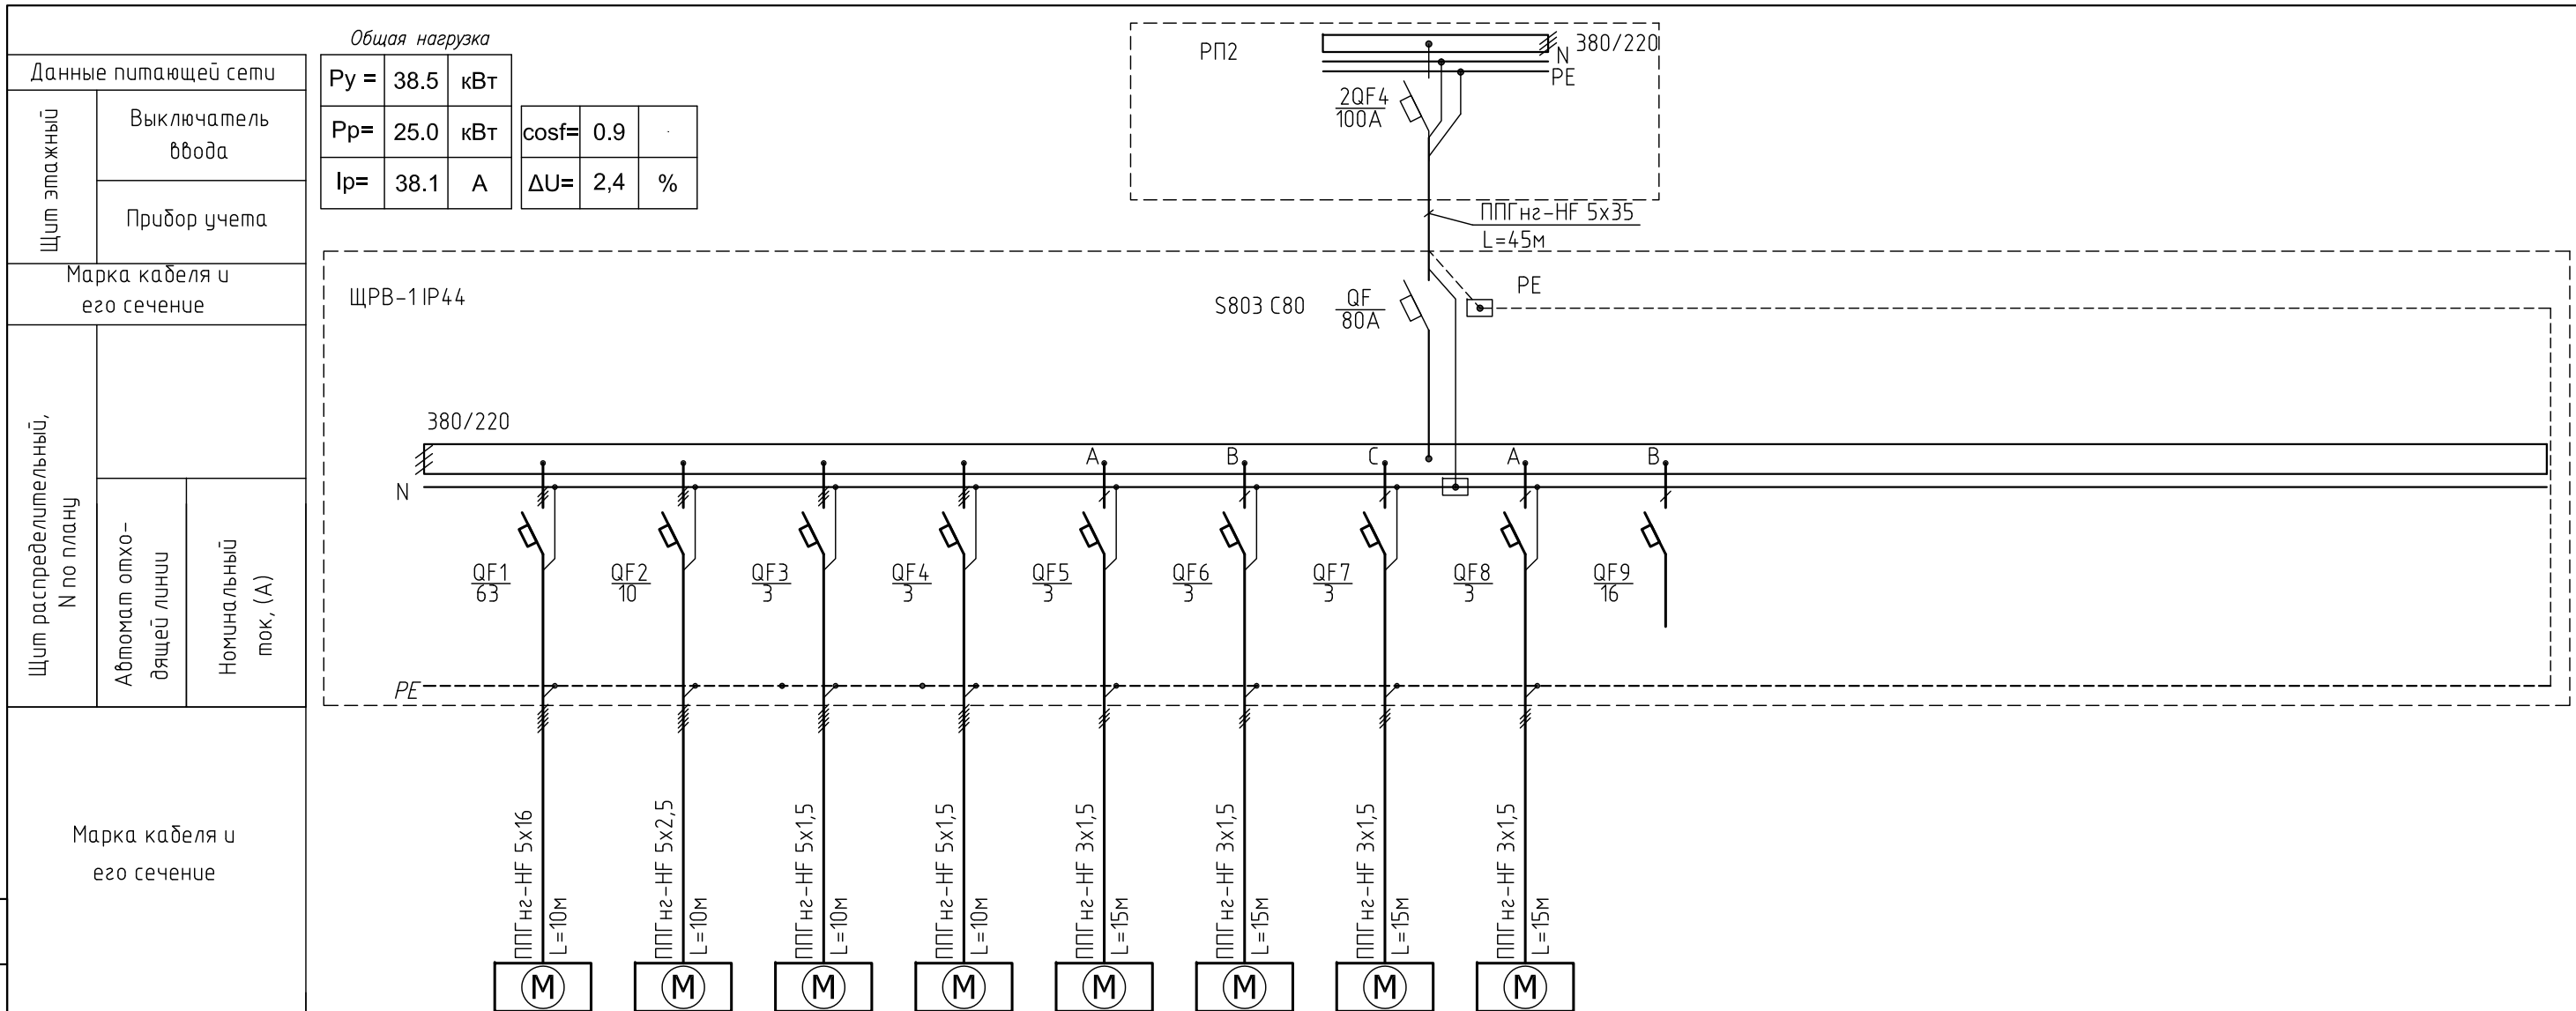 Общая нагрузка
Данные питающей сети
Щит этажный
Выключатель
ввода
Прибор учета
Марка кабеля и
его сечение
Щит распределительный,
N по плану
Автомат отхо-
дящей линии
Номинальный
ток, (А)
Марка кабеля и
его сечение
Ру = 38.5 кВт
Рр= 25.0 кВт cosf= 0.9
Iр= 38.1 А ΔU= 2,4 %
РП2
380/220
N
PE
2QF4
100А
ППГнг-HF 5х35
L=45м
ЩРВ-1 IP44
S803 C80
QF
80А
PE
380/220
A B C A B
N
QF1 QF2 QF3 QF4 QF5 QF6 QF7 QF8 QF9
63 10 3 3 3 3 3 3 16
PE
ППГнг-HF 5х16
L=10м
ППГнг-HF 5х2,5
L=10м
ППГнг-HF 5х1,5
L=10м
ППГнг-HF 5х1,5
L=10м
ППГнг-HF 3х1,5
L=15м
ППГнг-HF 3х1,5
L=15м
ППГнг-HF 3х1,5
L=15м
ППГнг-HF 3х1,5
L=15м
М М М М М М М М